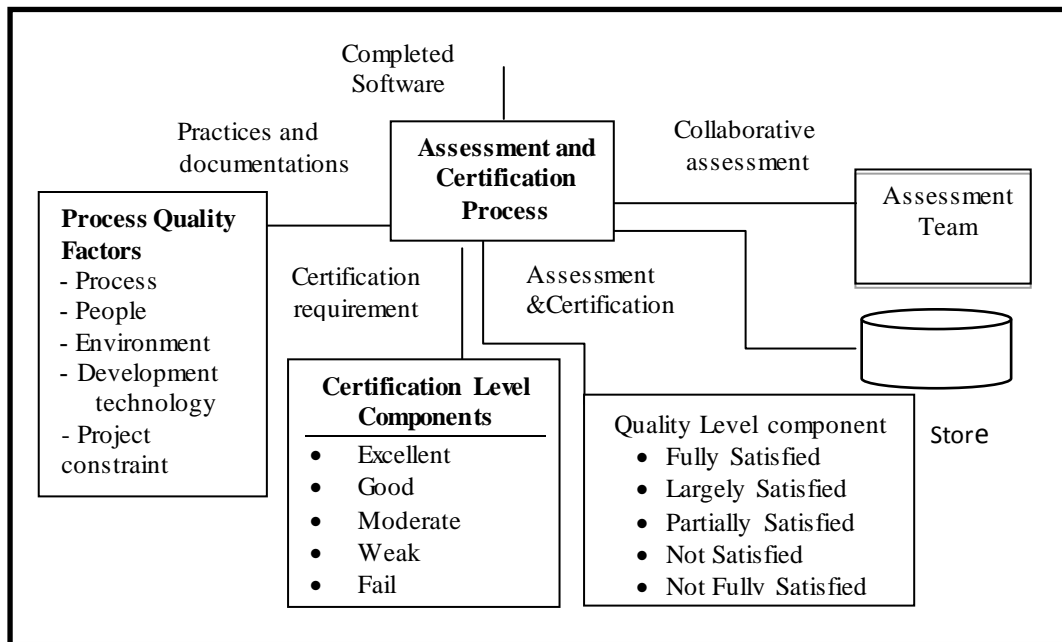 Completed
Software
Practices and
documentations
Assessment and
Certification
Process
Collaborative
assessment
Assessment
Team
Process Quality
Factors
- Process
- People
- Environment
- Development
technology
- Project
constraint
Certification
requirement
Assessment
&Certification
Certification Level
Components
• Excellent
• Good
• Moderate
• Weak
• Fail
Quality Level component
• Fully Satisfied
• Largely Satisfied
• Partially Satisfied
• Not Satisfied
• Not Fully Satisfied
Store